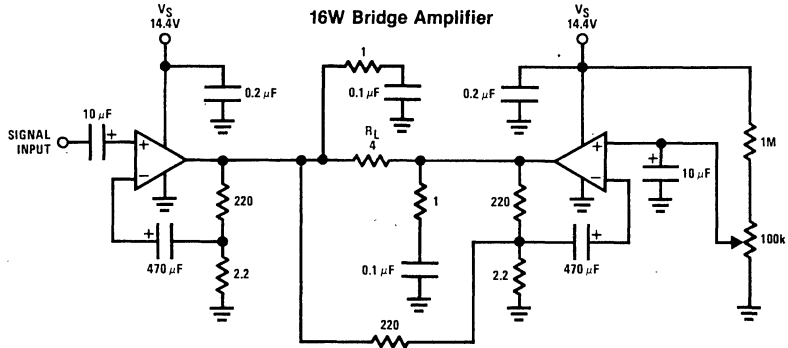 16W Bridge Amplifier
VS
14.4V
VS
14.4V
1
0.2 μF
0.1 μF
0.2 μF
10 μF
SIGNAL
INPUT
+
+
−
RL
4
+
−
+
10 μF
1M
220
1
220
100k
+
470 μF
2.2
0.1 μF
2.2
+
470 μF
220